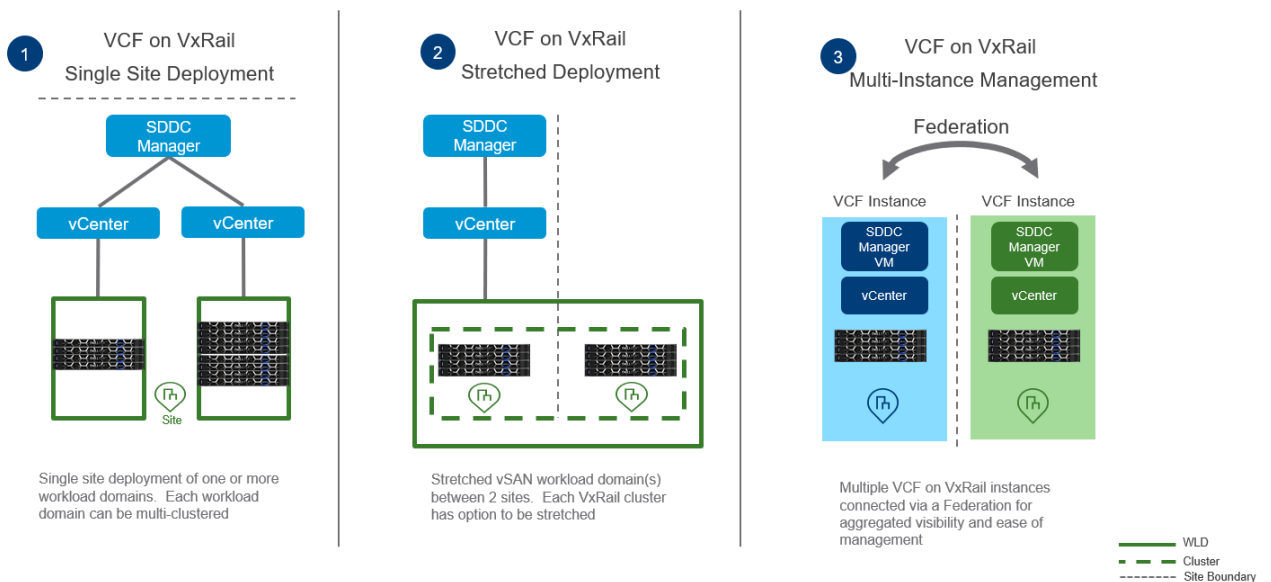 1
VCF on VxRail
Single Site Deployment
SDDC
Manager
vCenter
vCenter
Site
Single site deployment of one or more
workload domains.  Each workload
domain can be multi-clustered
2
VCF on VxRail
Stretched Deployment
SDDC
Manager
vCenter
Stretched vSAN workload domain(s)
between 2 sites.  Each VxRail cluster
has option to be stretched
3
VCF on VxRail
Multi-Instance Management
Federation
VCF Instance
SDDC
Manager
VM
vCenter
VCF Instance
SDDC
Manager
VM
vCenter
Multiple VCF on VxRail instances
connected via a Federation for
aggregated visibility and ease of
management
WLD
Cluster
Site Boundary